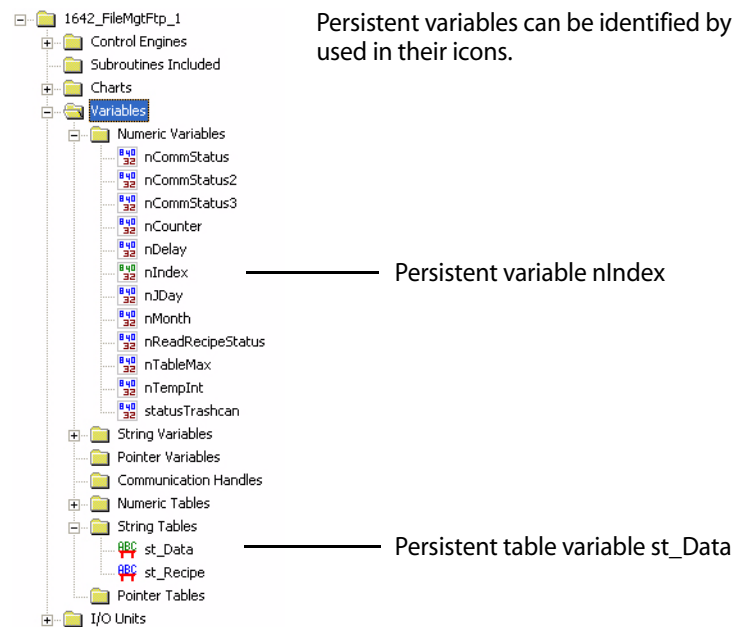 1642_FileMgtFtp_1
Persistent variables can be identified by
used in their icons.
Control Engines
Subroutines Included
Charts
Variables
Numeric Variables
nCommStatus
nCommStatus2
nCommStatus3
nCounter
nDelay
nIndex
Persistent variable nIndex
nJDay
nMonth
nReadRecipeStatus
nTableMax
nTempInt
statusTrashcan
String Variables
Pointer Variables
Communication Handles
Numeric Tables
String Tables
ABC st_Data
Persistent table variable st_Data
ABC st_Recipe
Pointer Tables
I/O Units